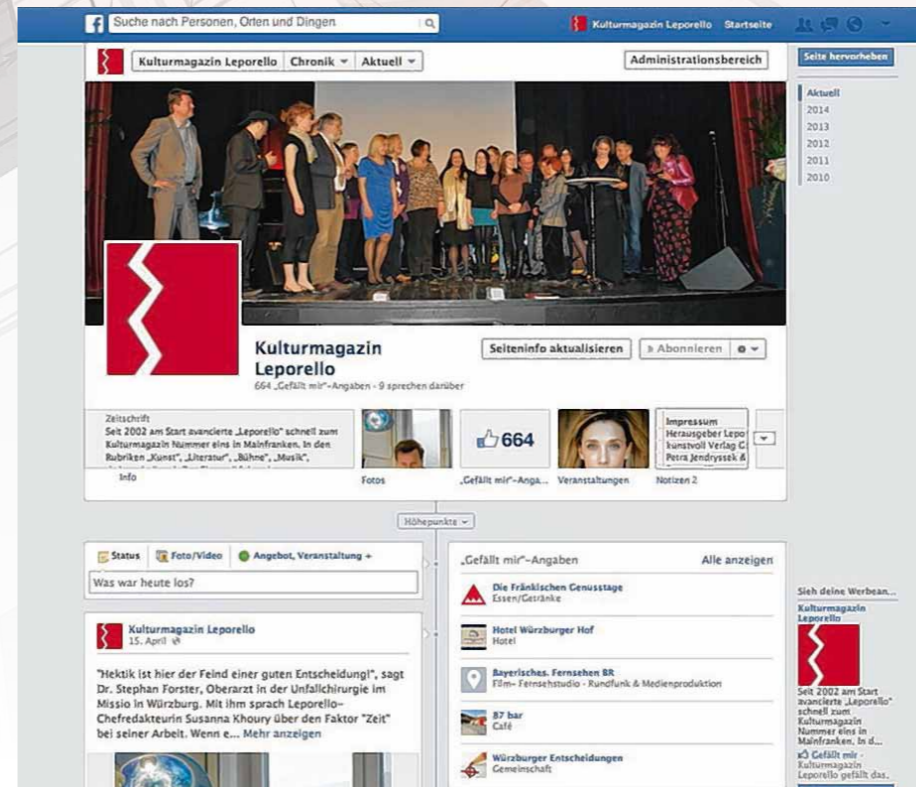 Suche nach Personen, Orten und Dingen
Kulturmagazin Leporello Startseite
Kulturmagazin Leporello Chronik Aktuell
Administrationsbereich
Seite hervorheben
Aktuell
2014
2013
2012
2011
2010
Kulturmagazin
Leporello
664 „Gefällt mir“-Angaben · 9 sprechen darüber
Seiteninfo aktualisieren
» Abonnieren
Zeitschrift
Seit 2002 am Start avancierte „Leporello“ schnell zum
Kulturmagazin Nummer eins in Mainfranken. In den
Rubriken „Kunst“, „Literatur“, „Bühne“, „Musik“,
Info
Fotos
664
„Gefällt mir“-Anga...
Veranstaltungen
Impressum
Herausgeber Lepo
kunstvoll Verlag G
Petra Jendryssek &
Notizen 2
Höhepunkte
Status Foto/Video Angebot, Veranstaltung +
Was war heute los?
Kulturmagazin Leporello
15. April
"Hektik ist hier der Feind einer guten Entscheidung!", sagt
Dr. Stephan Forster, Oberarzt in der Unfallchirurgie im
Missio in Würzburg. Mit ihm sprach Leporello-
Chefredakteurin Susanna Khoury über den Faktor "Zeit"
bei seiner Arbeit. Wenn e... Mehr anzeigen
„Gefällt mir“-Angaben Alle anzeigen
Die Fränkischen Genusstage
Essen/Getränke
Hotel Würzburger Hof
Hotel
Bayerisches. Fernsehen BR
Film- Fernsehstudio · Rundfunk & Medienproduktion
87 bar
Café
Würzburger Entscheidungen
Gemeinschaft
Sieh deine Werbean...
Kulturmagazin
Leporello
Seit 2002 am Start
avancierte „Leporello“
schnell zum
Kulturmagazin
Nummer eins in
Mainfranken. In d...
Gefällt mir ·
Kulturmagazin
Leporello gefällt das.